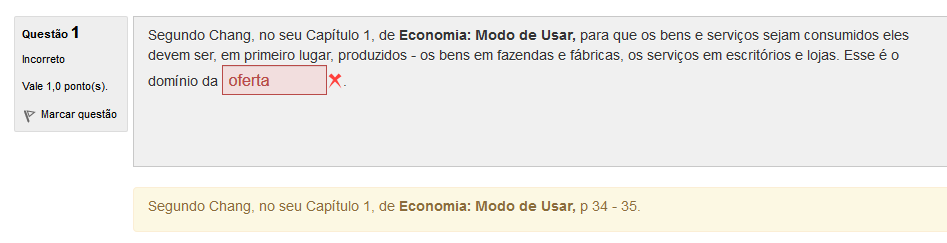 Questão 1
Incorreto
Vale 1,0 ponto(s).
Marcar questão
Segundo Chang, no seu Capítulo 1, de Economia: Modo de Usar, para que os bens e serviços sejam consumidos eles
devem ser, em primeiro lugar, produzidos - os bens em fazendas e fábricas, os serviços em escritórios e lojas. Esse é o
domínio da oferta .
Segundo Chang, no seu Capítulo 1, de Economia: Modo de Usar, p 34 - 35.